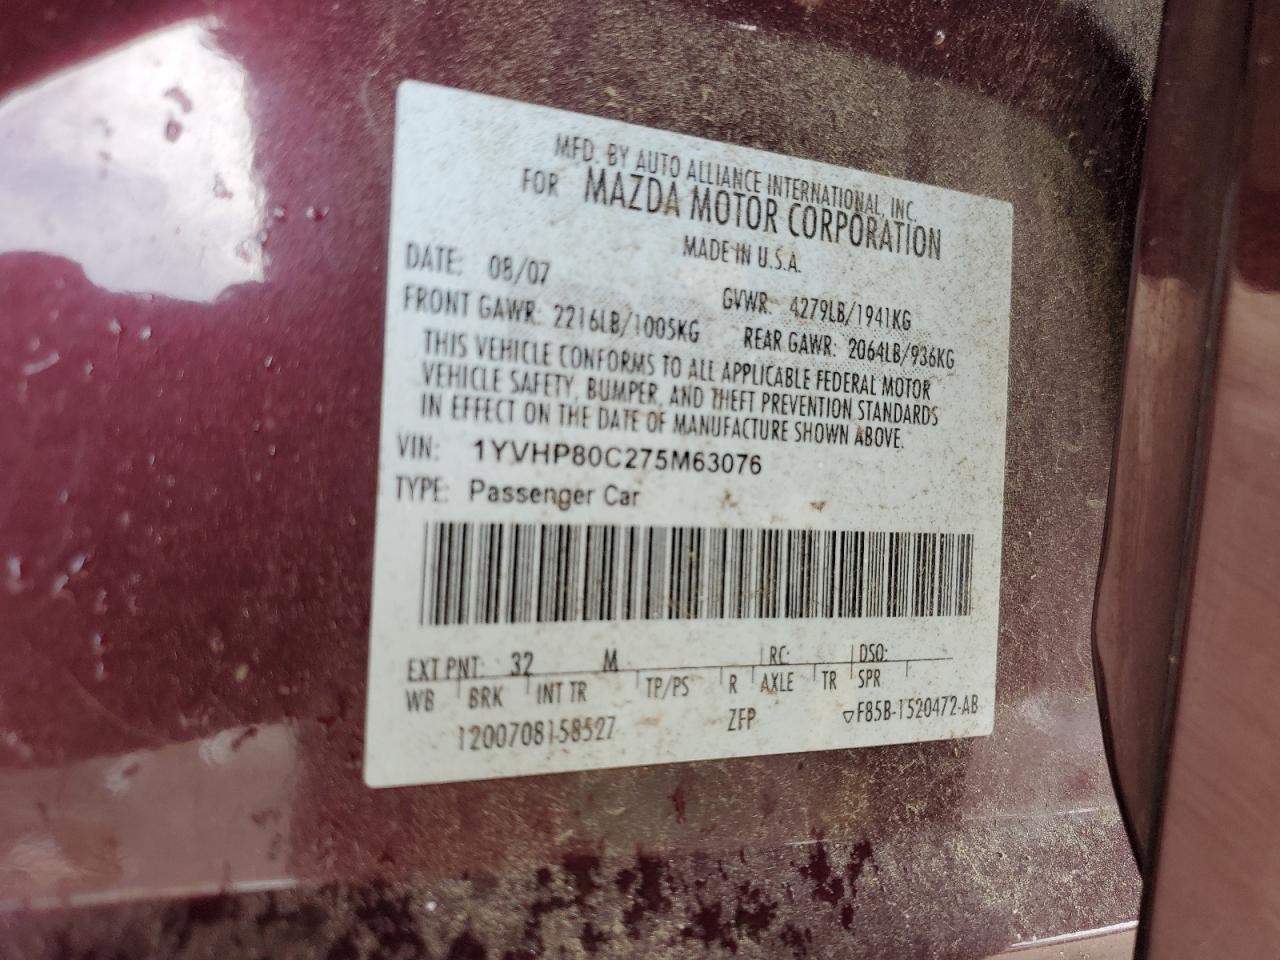 MFD. BY AUTO ALLIANCE INTERNATIONAL, INC.
FOR MAZDA MOTOR CORPORATION
MADE IN U.S.A.
DATE: 08/07
GVWR: 4279LB/1941KG
FRONT GAWR: 2216LB/1005KG REAR GAWR: 2064LB/936KG
THIS VEHICLE CONFORMS TO ALL APPLICABLE FEDERAL MOTOR
VEHICLE SAFETY, BUMPER, AND THEFT PREVENTION STANDARDS
IN EFFECT ON THE DATE OF MANUFACTURE SHOWN ABOVE.
VIN: 1YVHP80C275M63076
TYPE: Passenger Car
EXT PNT: 32 M RC: DSO:
WB BRK INT TR TP/PS R AXLE TR SPR
1200708158527 ZFP ▽F85B-1520472-AB